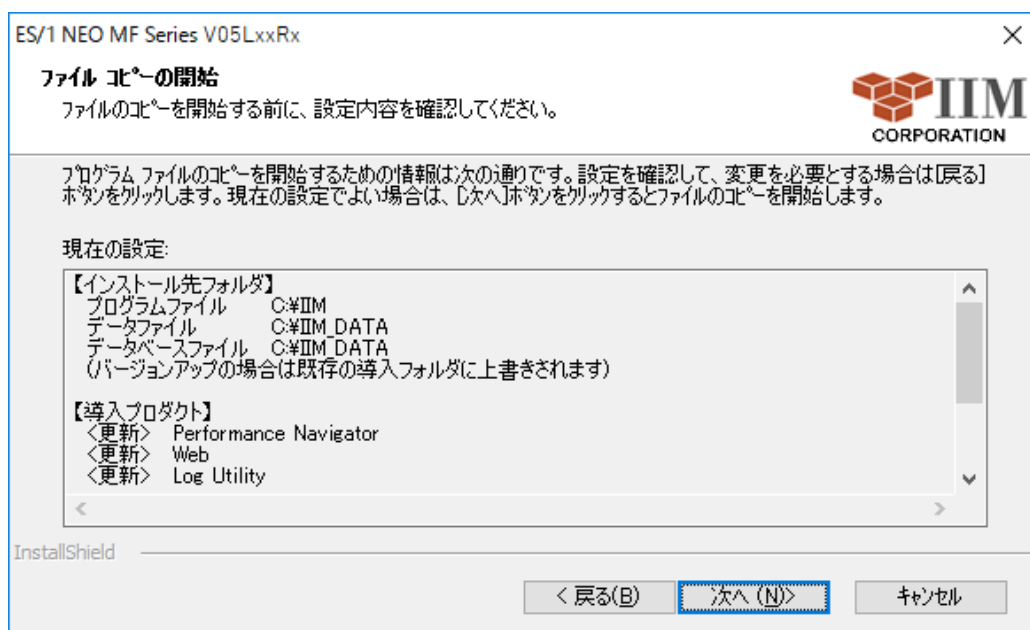 ES/1 NEO MF Series V05LxxRx
ファイル コピーの開始
ファイルのコピーを開始する前に、設定内容を確認してください。
IIM
CORPORATION
プログラム ファイルのコピーを開始するための情報は次の通りです。設定を確認して、変更を必要とする場合は[戻る]
ボタンをクリックします。現在の設定でよい場合は、[次へ]ボタンをクリックするとファイルのコピーを開始します。
現在の設定:
【インストール先フォルダ】
プログラムファイル C:¥IIM
データファイル C:¥IIM_DATA
データベースファイル C:¥IIM_DATA
(バージョンアップの場合は既存の導入フォルダに上書きされます)
【導入プロダクト】
<更新> Performance Navigator
<更新> Web
<更新> Log Utility
InstallShield
< 戻る(B)
次へ (N)>
キャンセル